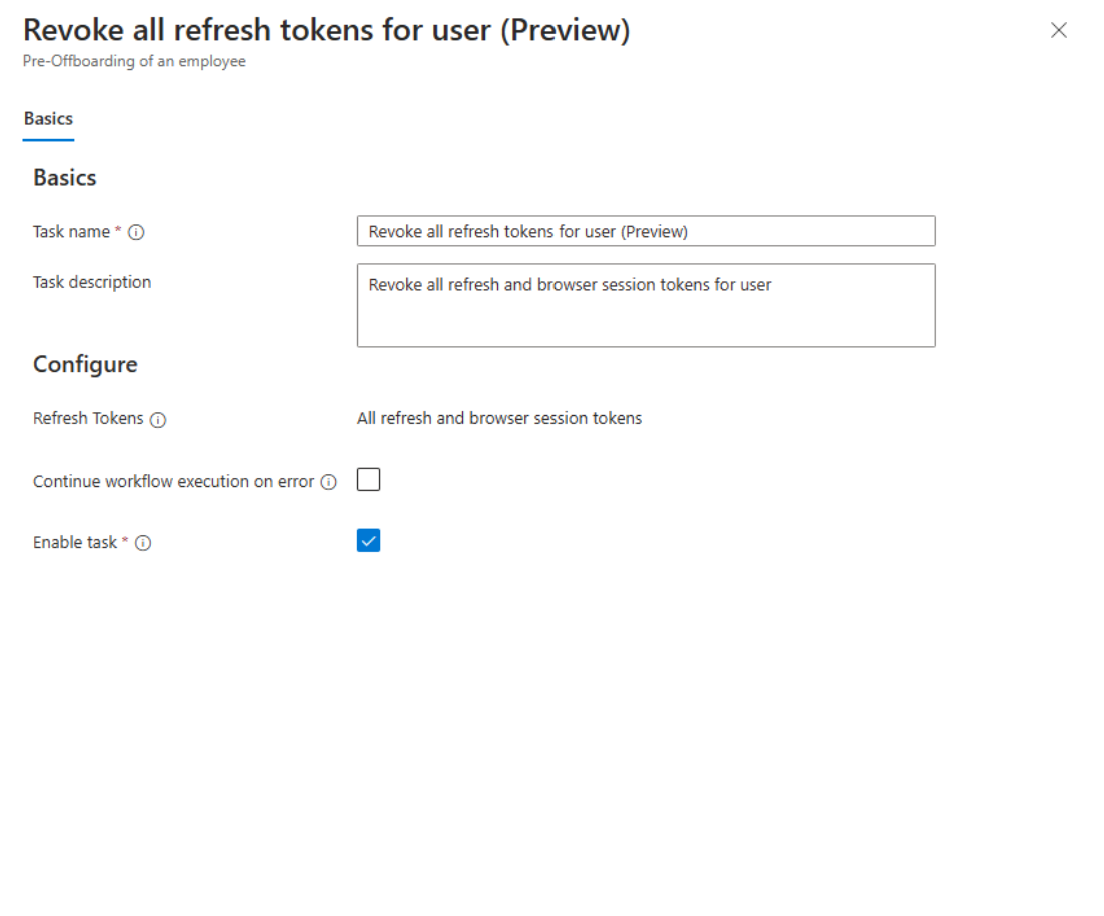 Revoke all refresh tokens for user (Preview)
Pre-Offboarding of an employee
Basics
Basics
Task name *
Revoke all refresh tokens for user (Preview)
Task description
Revoke all refresh and browser session tokens for user
Configure
Refresh Tokens
All refresh and browser session tokens
Continue workflow execution on error
Enable task *